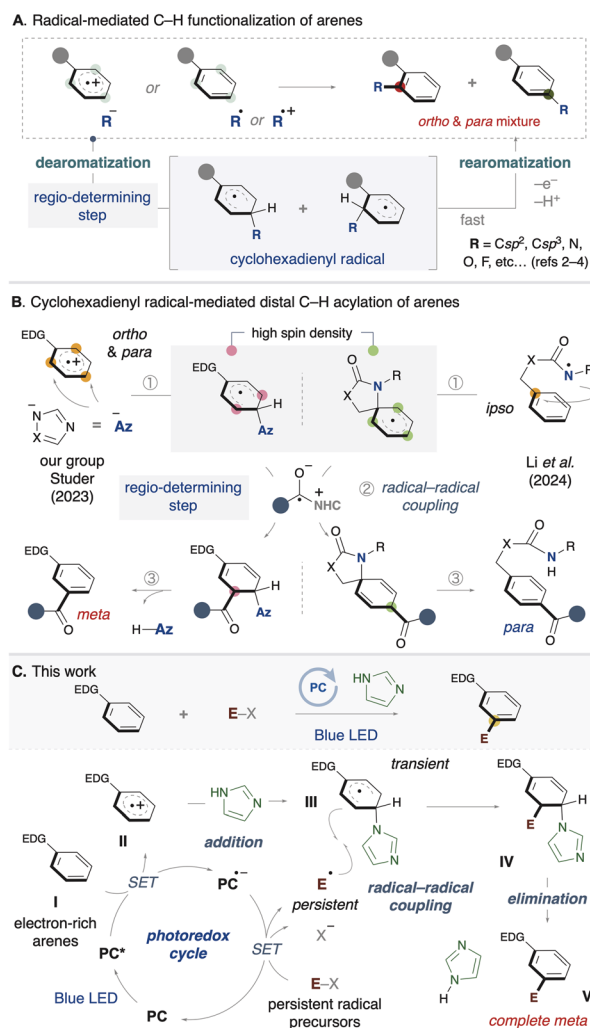 A. Radical-mediated C–H functionalization of arenes
or
R–
R• or R•+
R
+
R
ortho & para mixture
dearomatization
regio-determining
step
H
R
+
H
R
cyclohexadienyl radical
rearomatization
–e–
–H+
fast
R = Csp2, Csp3, N,
O, F, etc... (refs 2–4)
B. Cyclohexadienyl radical-mediated distal C–H acylation of arenes
EDG
ortho
& para
high spin density
①
EDG
H
Az
O
N
R
X
①
O
X
N
ipso
–
N
N
X
=
–
Az
our group
Studer
(2023)
Li et al.
(2024)
regio-determining
step
O–
+
NHC
② radical–radical
coupling
EDG
meta
O
③
H–Az
EDG
H
Az
O
O
N
R
X
O
③
O
X
N
R
H
para
O
C. This work
EDG
+
E–X
PC
HN
N
Blue LED
EDG
E
EDG
II
HN
N
addition
III
EDG
H
N
N
transient
EDG
H
E
N
N
IV
EDG
I
electron-rich
arenes
SET
PC•–
E•
persistent
radical–radical
coupling
elimination
PC*
photoredox
cycle
SET
X–
Blue LED
PC
E–X
persistent radical
precursors
N
N
H
EDG
E
V
complete meta